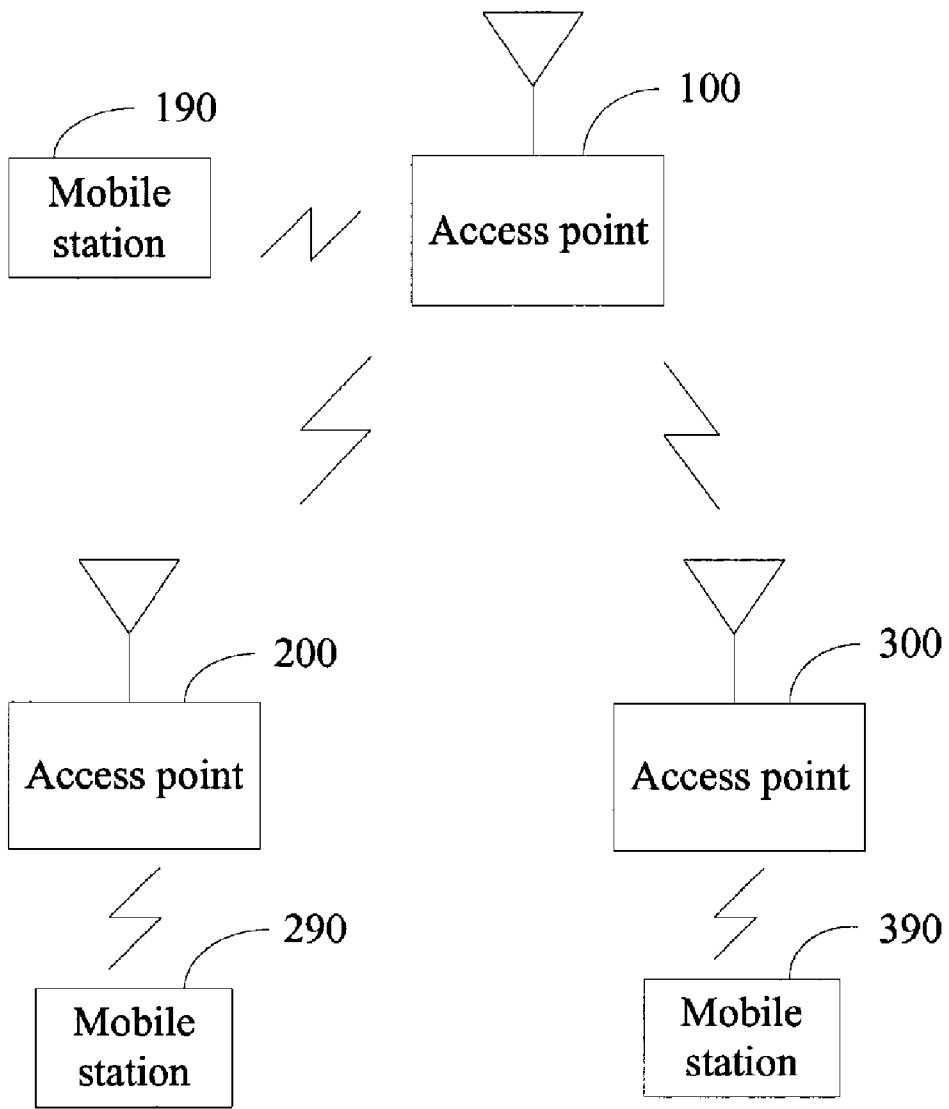 190
100
Mobile
station
Access point
200
300
Access point
Access point
290
390
Mobile
station
Mobile
station